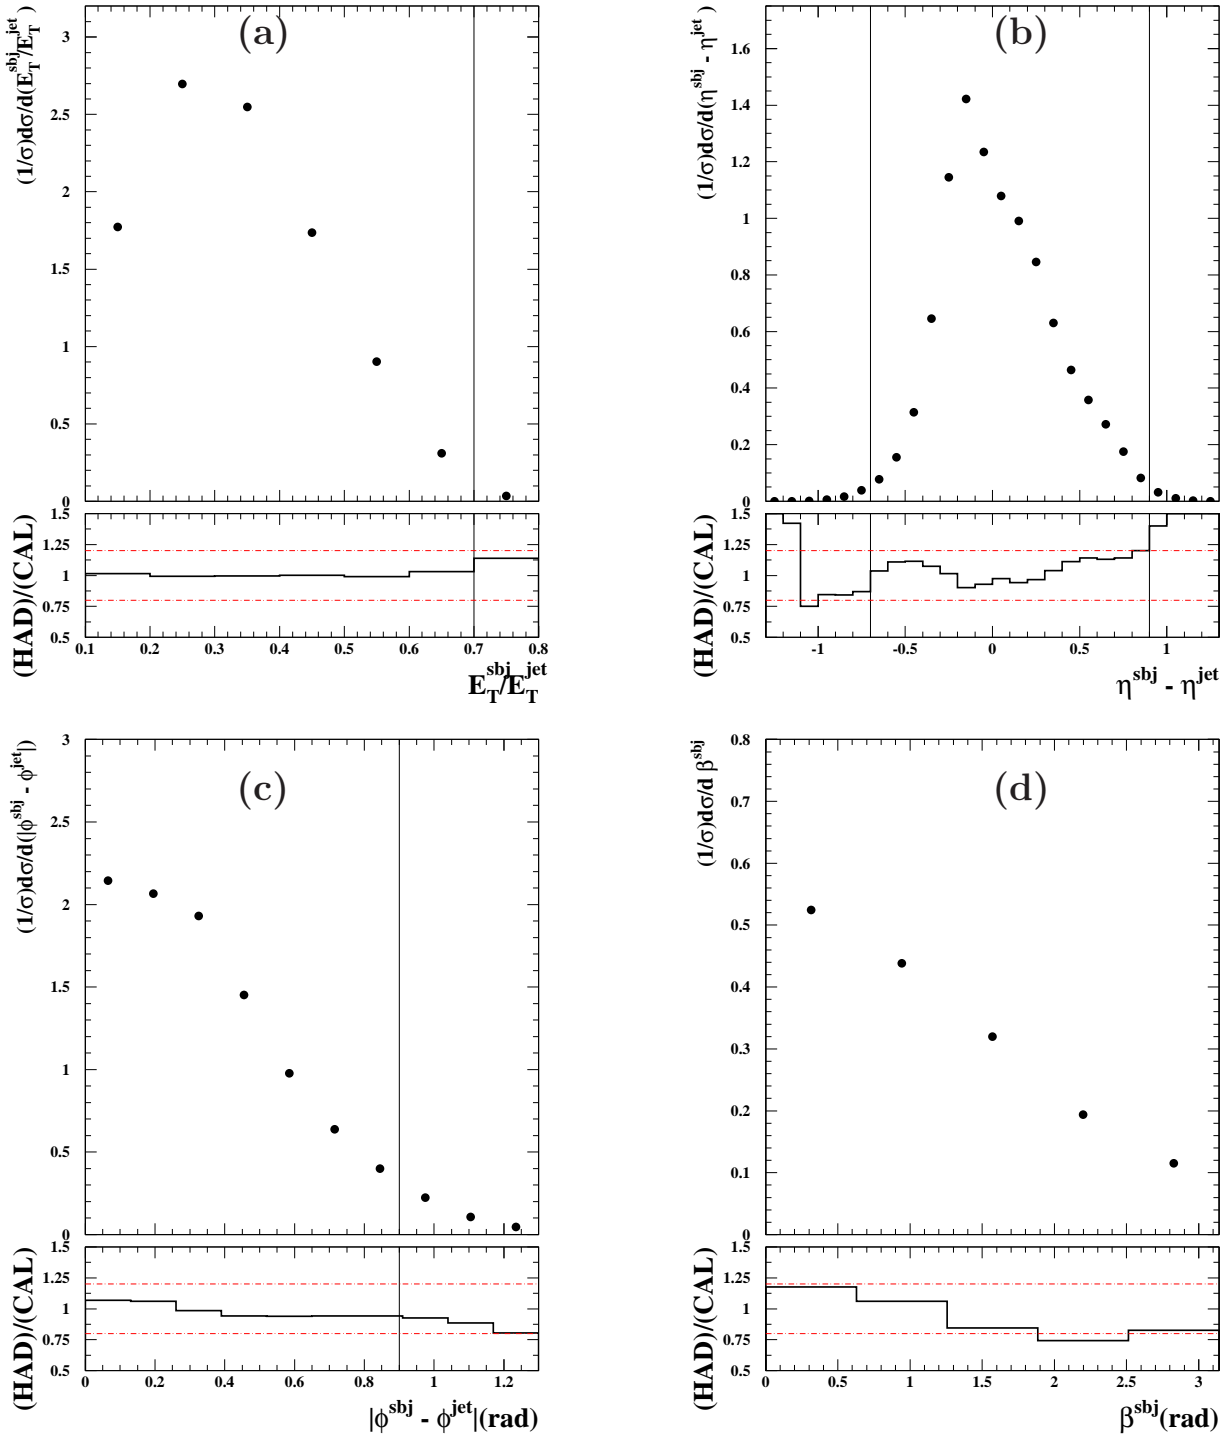 (a)
(1/σ)dσ/d(E_T^sbj/E_T^jet)
3
2.5
2
1.5
1
0.5
0
(HAD)/(CAL)
1.5
1.25
1
0.75
0.5
0.1 0.2 0.3 0.4 0.5 0.6 0.7 0.8
E_T^sbj/E_T^jet
(b)
(1/σ)dσ/d(η^sbj - η^jet)
1.6
1.4
1.2
1
0.8
0.6
0.4
0.2
0
(HAD)/(CAL)
1.5
1.25
1
0.75
0.5
-1 -0.5 0 0.5 1
η^sbj - η^jet
(c)
(1/σ)dσ/d(|ϕ^sbj - ϕ^jet|)
3
2.5
2
1.5
1
0.5
0
(HAD)/(CAL)
1.5
1.25
1
0.75
0.5
0 0.2 0.4 0.6 0.8 1 1.2
|ϕ^sbj - ϕ^jet|(rad)
(d)
(1/σ)dσ/d β^sbj
0.8
0.7
0.6
0.5
0.4
0.3
0.2
0.1
0
(HAD)/(CAL)
1.5
1.25
1
0.75
0.5
0 0.5 1 1.5 2 2.5 3
β^sbj(rad)